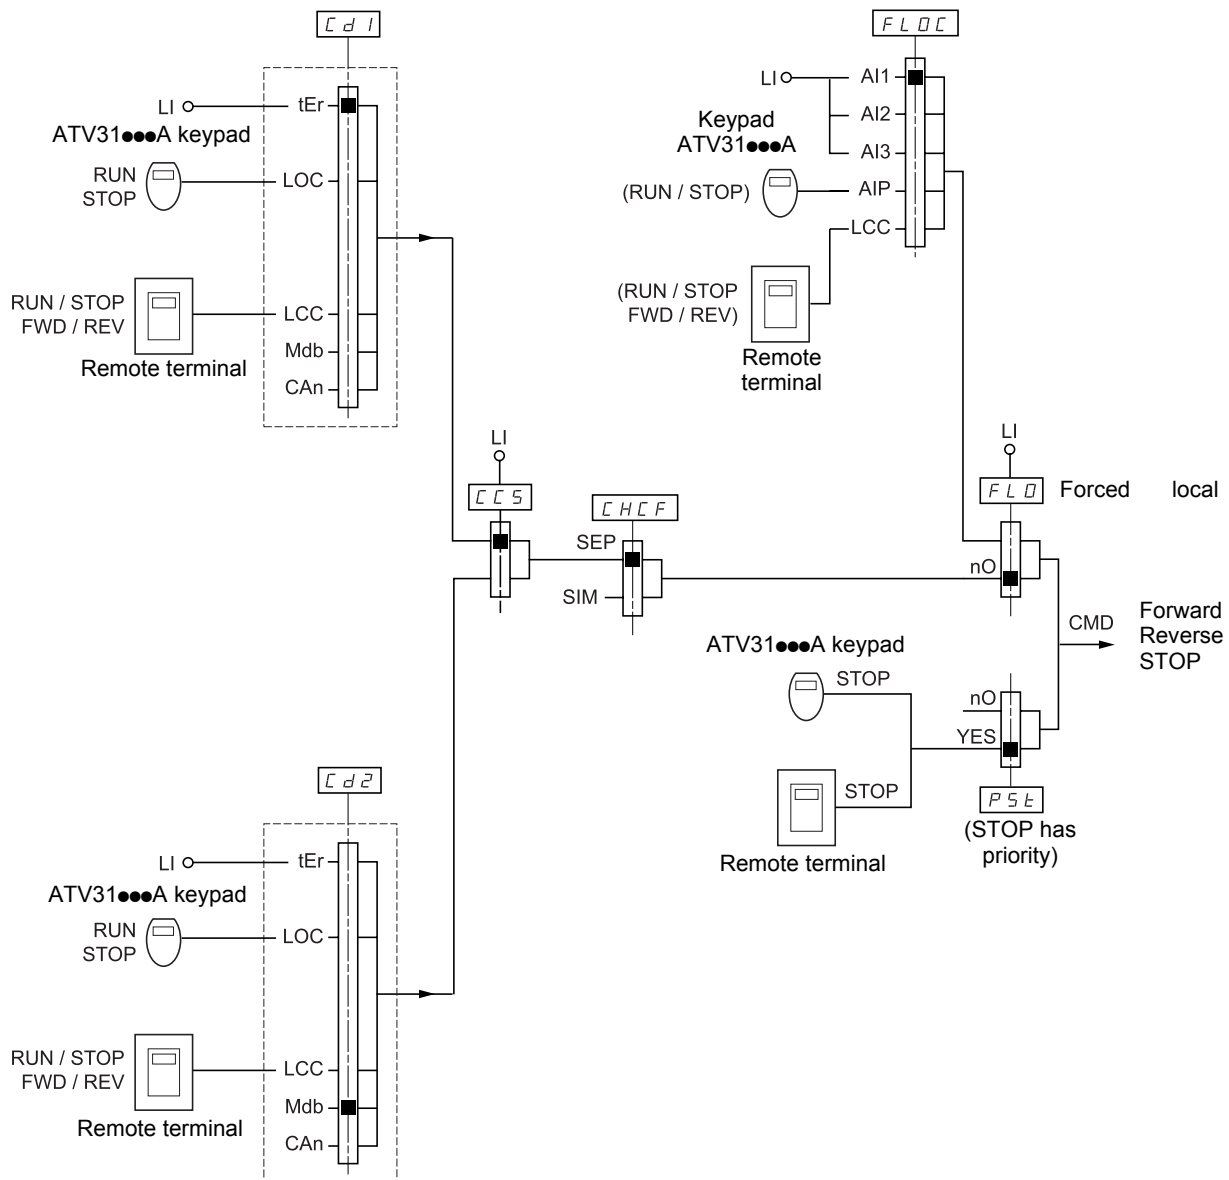 Cd1
LI
tEr
ATV31●●●A keypad
RUN
STOP
LOC
RUN / STOP
FWD / REV
LCC
Remote terminal
Mdb
CAn
FLOC
LI
AI1
AI2
AI3
Keypad
ATV31●●●A
(RUN / STOP)
AIP
LCC
(RUN / STOP
FWD / REV)
Remote
terminal
LI
CCS
CHCF
SEP
SIM
LI
FLO
Forced local
nO
CMD
Forward
Reverse
STOP
ATV31●●●A keypad
STOP
STOP
Remote terminal
nO
YES
PSt
(STOP has
priority)
Cd2
LI
tEr
ATV31●●●A keypad
RUN
STOP
LOC
RUN / STOP
FWD / REV
LCC
Remote terminal
Mdb
CAn